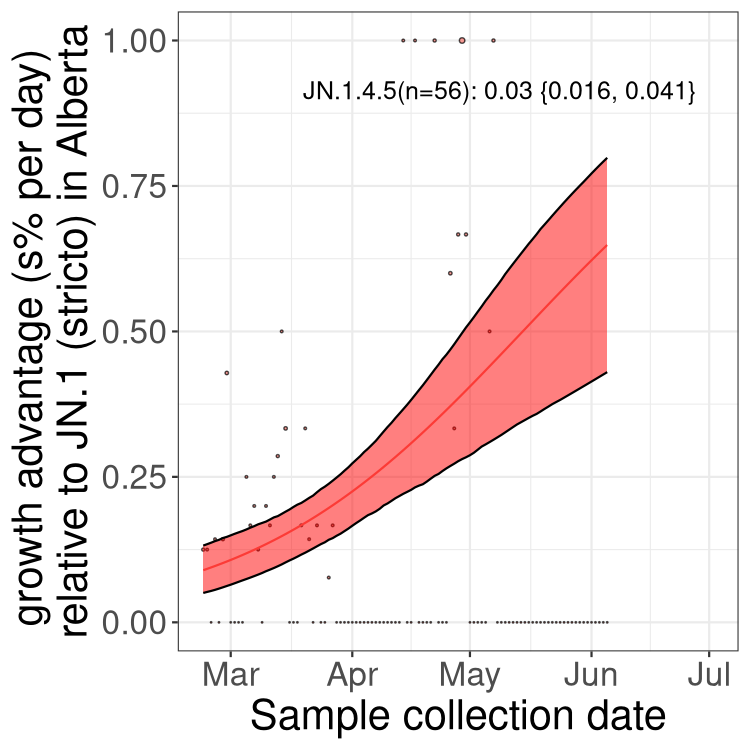 growth advantage (s% per day)
relative to JN.1 (stricto) in Alberta
1.00
0.75
0.50
0.25
0.00
JN.1.4.5(n=56): 0.03 {0.016, 0.041}
Mar Apr May Jun Jul
Sample collection date